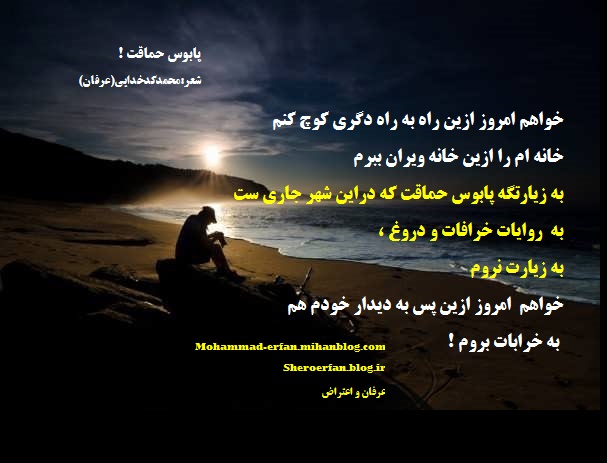 پابوس حماقت !
شعر:محمدکدخدایی(عرفان)
خواهم امروز ازین راه به راه دگری کوچ کنم
خانه ام را ازین خانه ویران ببرم
به زیارتگه پابوس حماقت که دراین شهر جاری ست
به روایات خرافات و دروغ ،
به زیارت نروم
خواهم امروز ازین پس به دیدار خودم هم
به خرابات بروم !
Mohammad-erfan.mihanblog.com
Sheroerfan.blog.ir
عرفان و اعتراض